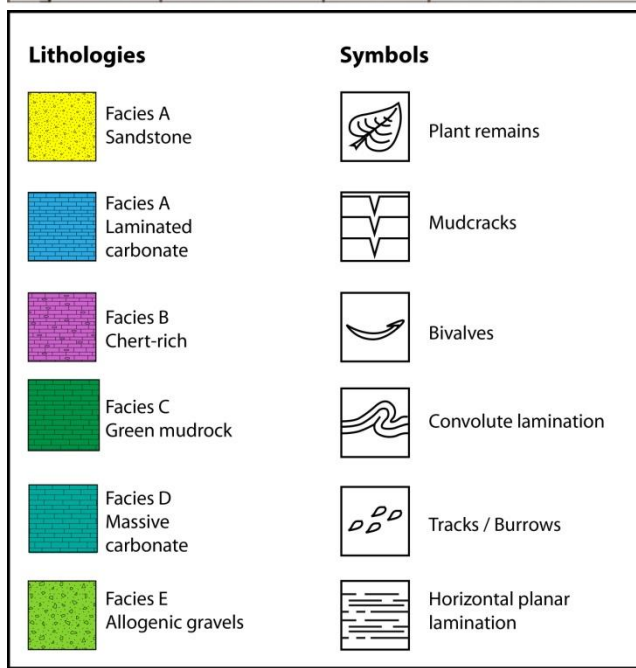 Lithologies
Facies A
Sandstone
Facies A
Laminated
carbonate
Facies B
Chert-rich
Facies C
Green mudrock
Facies D
Massive
carbonate
Facies E
Allogenic gravels
Symbols
Plant remains
Mudcracks
Bivalves
Convolute lamination
Tracks / Burrows
Horizontal planar
lamination